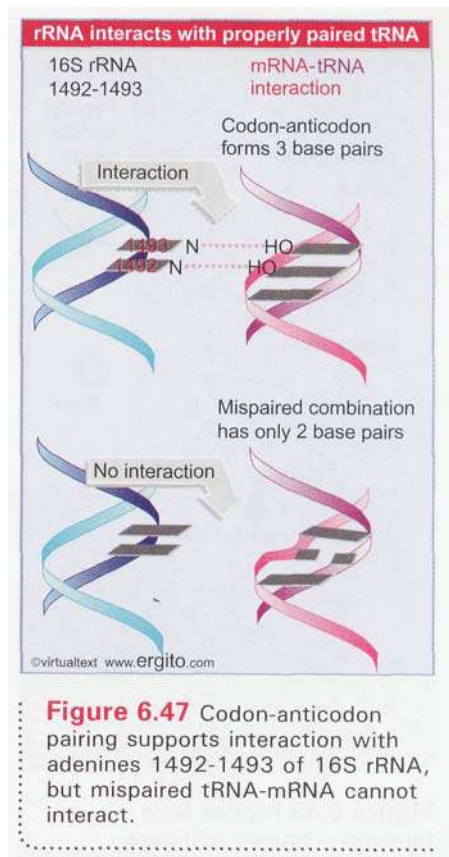 rRNA interacts with properly paired tRNA
16S rRNA
1492-1493
mRNA-tRNA
interaction
Codon-anticodon
forms 3 base pairs
Interaction
1493 N HO
1492 N HO
Mispaired combination
has only 2 base pairs
No interaction
©virtualtext www.ergito.com
Figure 6.47 Codon-anticodon
pairing supports interaction with
adenines 1492-1493 of 16S rRNA,
but mispaired tRNA-mRNA cannot
interact.